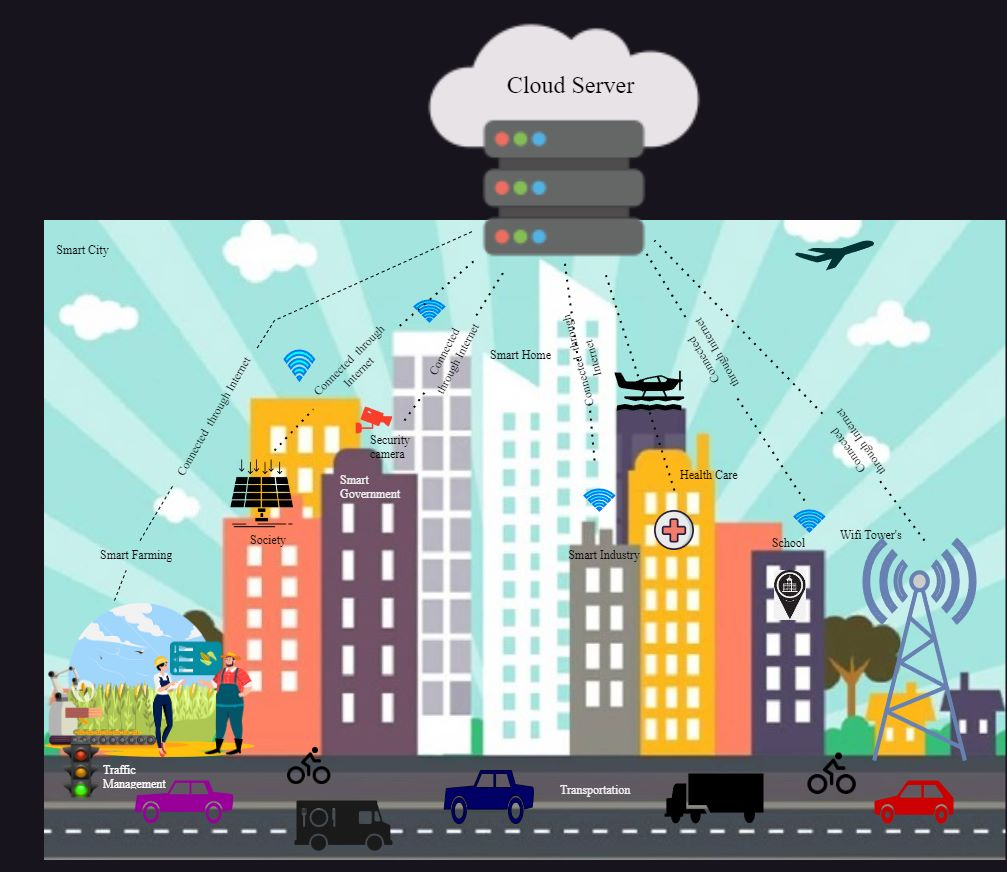 Cloud Server
Smart City
Connected through Internet
Connected through
Internet
Connected
through Internet
Smart Home
Connected through
Internet
Connected
through Internet
Connected
through Internet
Security
camera
Smart
Government
Health Care
Society
Smart Farming
Smart Industry
School
Wifi Tower's
Traffic
Management
Transportation